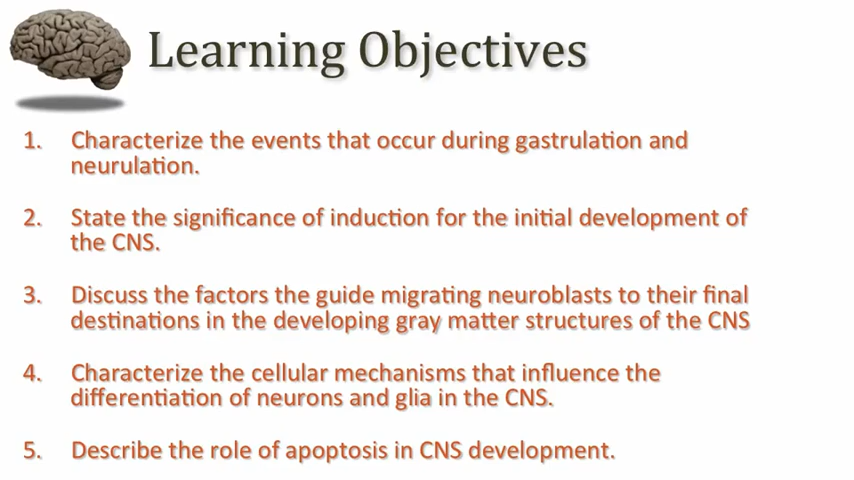 Learning Objectives
1. Characterize the events that occur during gastrulation and
neurulation.
2. State the significance of induction for the initial development of
the CNS.
3. Discuss the factors the guide migrating neuroblasts to their final
destinations in the developing gray matter structures of the CNS
4. Characterize the cellular mechanisms that influence the
differentiation of neurons and glia in the CNS.
5. Describe the role of apoptosis in CNS development.